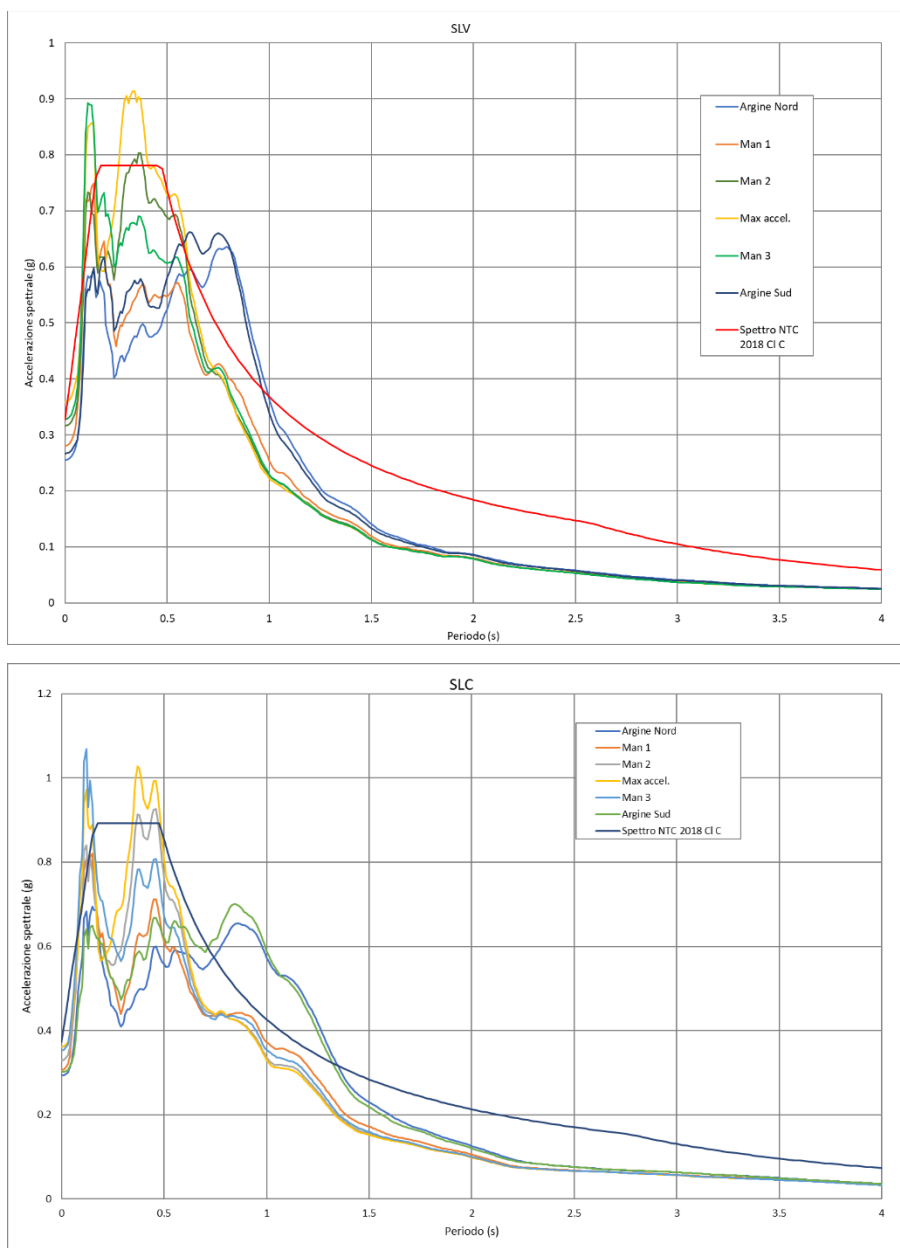 SLV
1
0.9
0.8
0.7
0.6
0.5
0.4
0.3
0.2
0.1
0
Accelerazione spettrale (g)
0 0.5 1 1.5 2 2.5 3 3.5 4
Periodo (s)
Argine Nord
Man 1
Man 2
Max accel.
Man 3
Argine Sud
Spettro NTC
2018 Cl C
SLC
1.2
1
0.8
0.6
0.4
0.2
0
Accelerazione spettrale (g)
0 0.5 1 1.5 2 2.5 3 3.5 4
Periodo (s)
Argine Nord
Man 1
Man 2
Max accel.
Man 3
Argine Sud
Spettro NTC 2018 Cl C